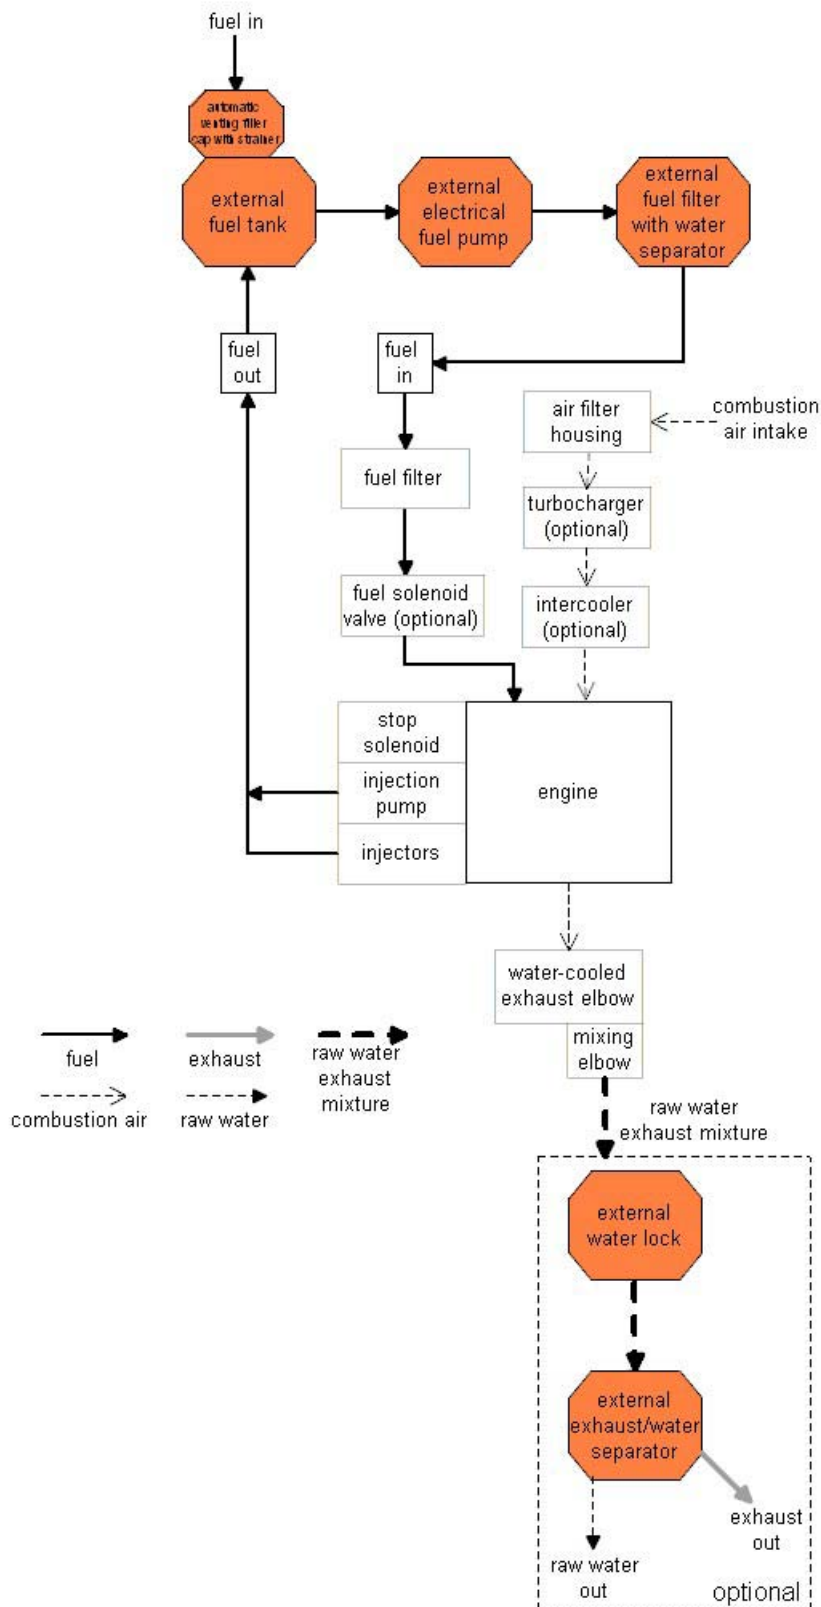 fuel in
automatic
venting filler
cap with strainer
external
fuel tank
external
electrical
fuel pump
external
fuel filter
with water
separator
fuel
out
fuel
in
air filter
housing
combustion
air intake
fuel filter
turbocharger
(optional)
fuel solenoid
valve (optional)
intercooler
(optional)
stop
solenoid
injection
pump
injectors
engine
water-cooled
exhaust elbow
mixing
elbow
fuel
exhaust
raw water
exhaust
mixture
combustion air
raw water
raw water
exhaust mixture
external
water lock
external
exhaust/water
separator
exhaust
out
raw water
out
optional